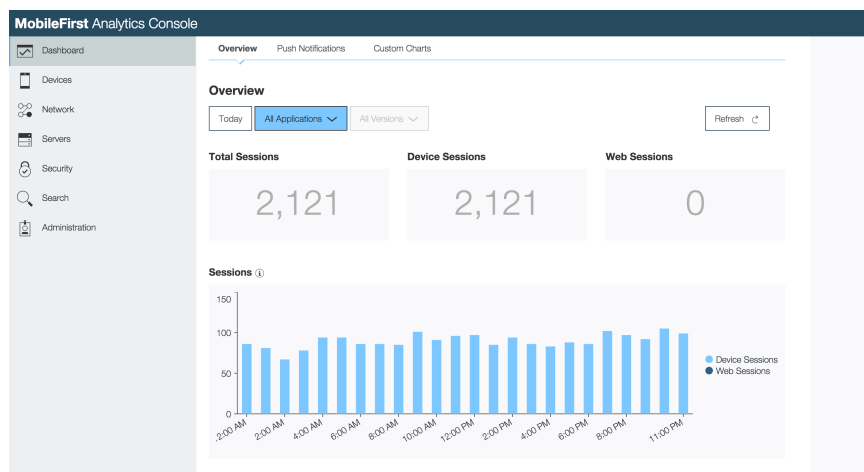 MobileFirst Analytics Console
Dashboard
Devices
Network
Servers
Security
Search
Administration
Overview Push Notifications Custom Charts
Overview
Today All Applications All Versions Refresh
Total Sessions Device Sessions Web Sessions
2,121 2,121 0
Sessions
150
100
50
0
2:00 AM 2:00 AM 4:00 AM 6:00 AM 8:00 AM 10:00 AM 12:00 PM 2:00 PM 4:00 PM 6:00 PM 8:00 PM 11:00 PM
Device Sessions
Web Sessions